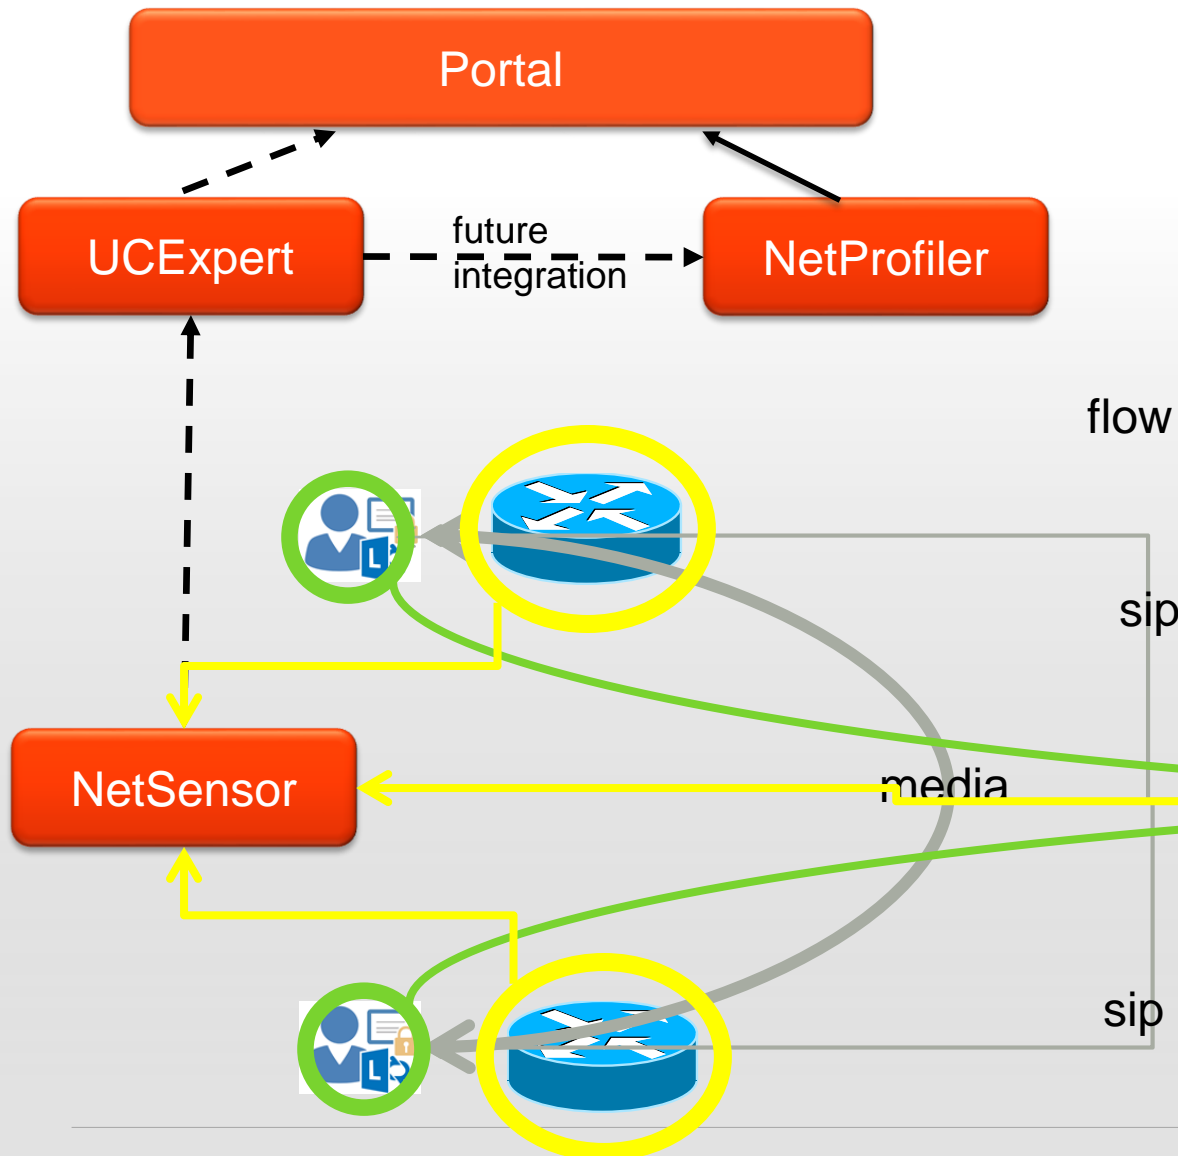 Portal
UCExpert
future
integration
NetProfiler
flow
sip
NetSensor
media
sip